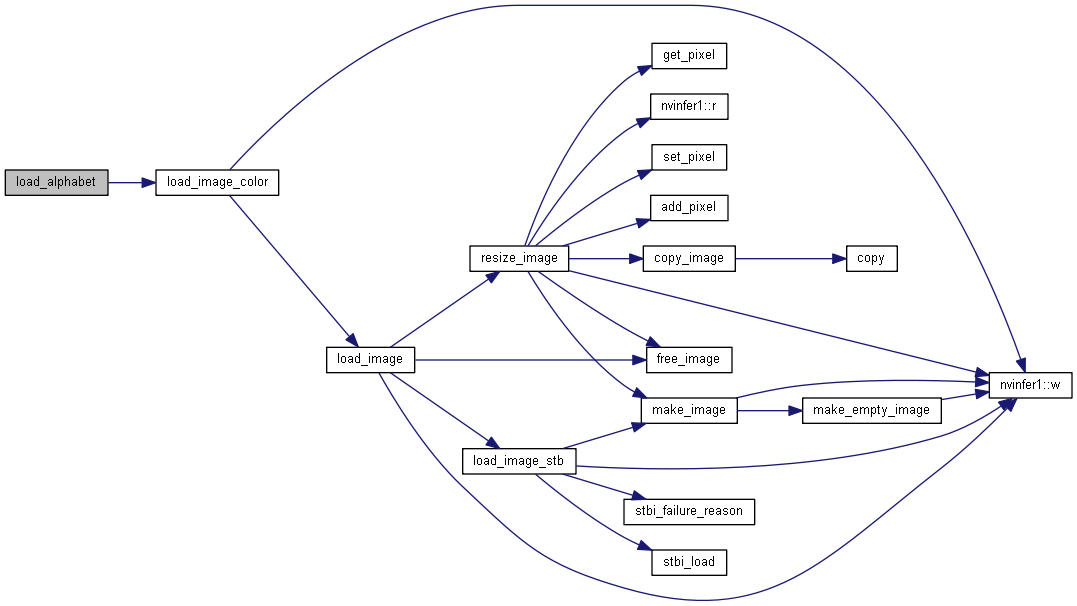 load_alphabet
load_image_color
load_image
resize_image
load_image_stb
get_pixel
nvinfer1::r
set_pixel
add_pixel
copy_image
free_image
make_image
stbi_failure_reason
stbi_load
copy
make_empty_image
nvinfer1::w